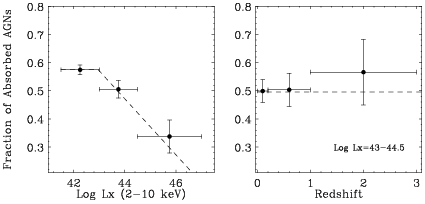 Fraction of Absorbed AGNs
0.8
0.7
0.6
0.5
0.4
0.3
42 44 46
Log Lx (2-10 keV)
0.8
0.7
0.6
0.5
0.4
0.3
Log Lx=43-44.5
0 1 2 3
Redshift